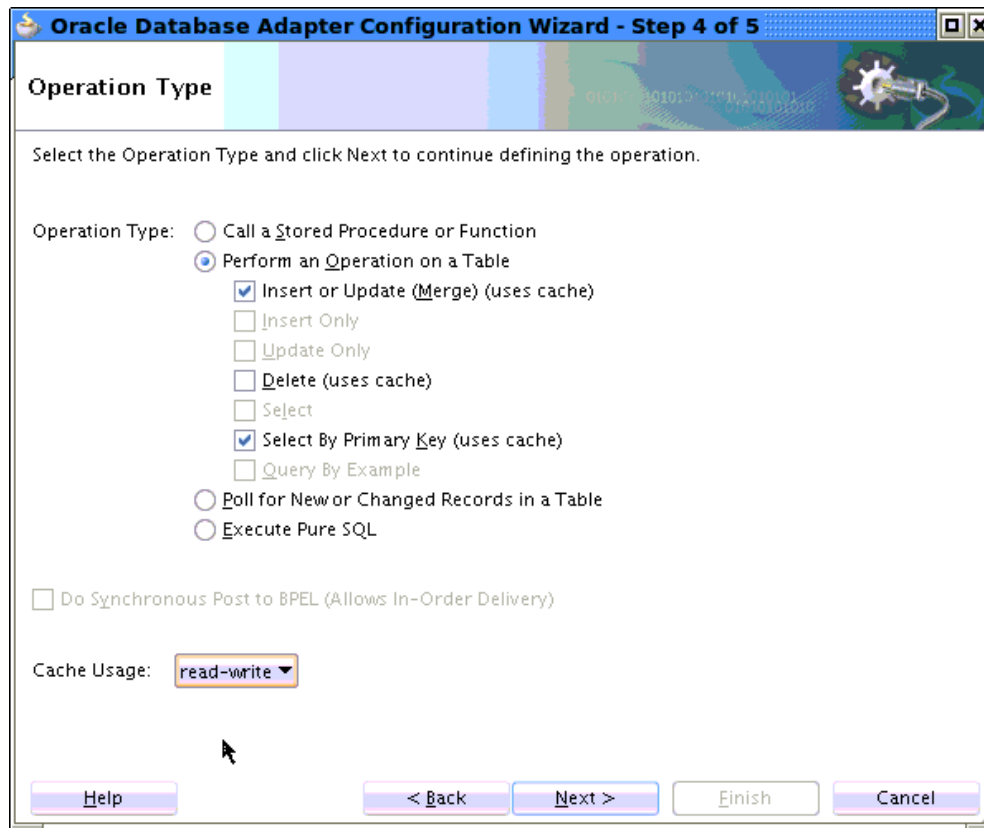 Oracle Database Adapter Configuration Wizard - Step 4 of 5
Operation Type
Select the Operation Type and click Next to continue defining the operation.
Operation Type: Call a Stored Procedure or Function
Perform an Operation on a Table
Insert or Update (Merge) (uses cache)
Insert Only
Update Only
Delete (uses cache)
Select
Select By Primary Key (uses cache)
Query By Example
Poll for New or Changed Records in a Table
Execute Pure SQL
Do Synchronous Post to BPEL (Allows In-Order Delivery)
Cache Usage: read-write
Help < Back Next > Finish Cancel